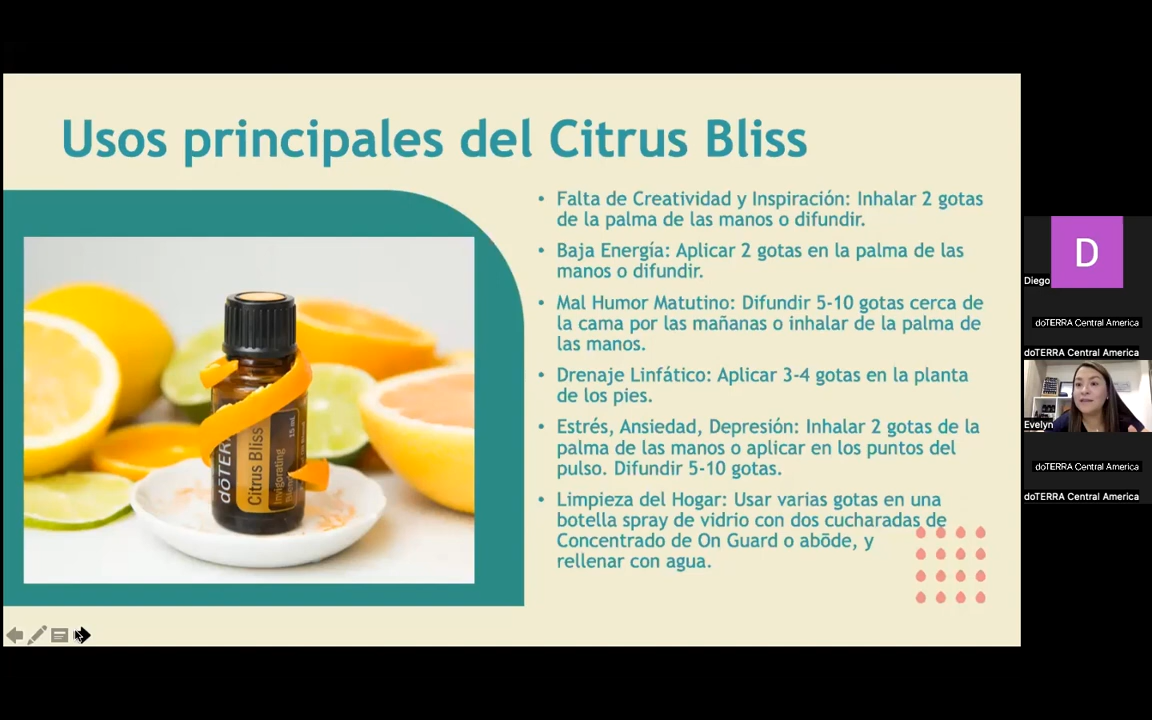 Usos principales del Citrus Bliss
• Falta de Creatividad y Inspiración: Inhalar 2 gotas
de la palma de las manos o difundir.
• Baja Energía: Aplicar 2 gotas en la palma de las
manos o difundir.
• Mal Humor Matutino: Difundir 5-10 gotas cerca de
la cama por las mañanas o inhalar de la palma de
las manos.
• Drenaje Linfático: Aplicar 3-4 gotas en la planta
de los pies.
• Estrés, Ansiedad, Depresión: Inhalar 2 gotas de la
palma de las manos o aplicar en los puntos del
pulso. Difundir 5-10 gotas.
• Limpieza del Hogar: Usar varias gotas en una
botella spray de vidrio con dos cucharadas de
Concentrado de On Guard o abōde, y
rellenar con agua.
Citrus Bliss
Invigorating
15 mL
D
Diego
doTERRA Central America
doTERRA Central America
Evelyn
doTERRA Central America
doTERRA Central America